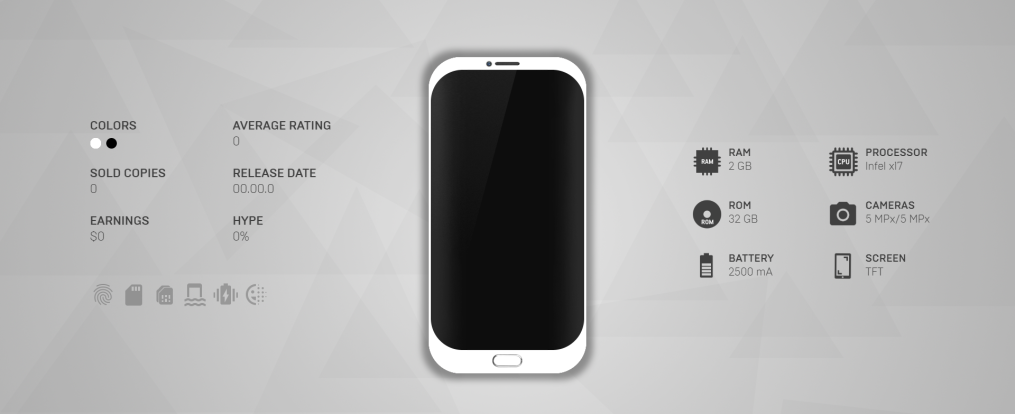 COLORS
AVERAGE RATING
0
SOLD COPIES
0
RELEASE DATE
00.00.0
EARNINGS
$0
HYPE
0%
RAM
RAM
2 GB
CPU
PROCESSOR
Infel xI7
ROM
ROM
32 GB
CAMERAS
5 MPx/5 MPx
BATTERY
2500 mA
SCREEN
TFT